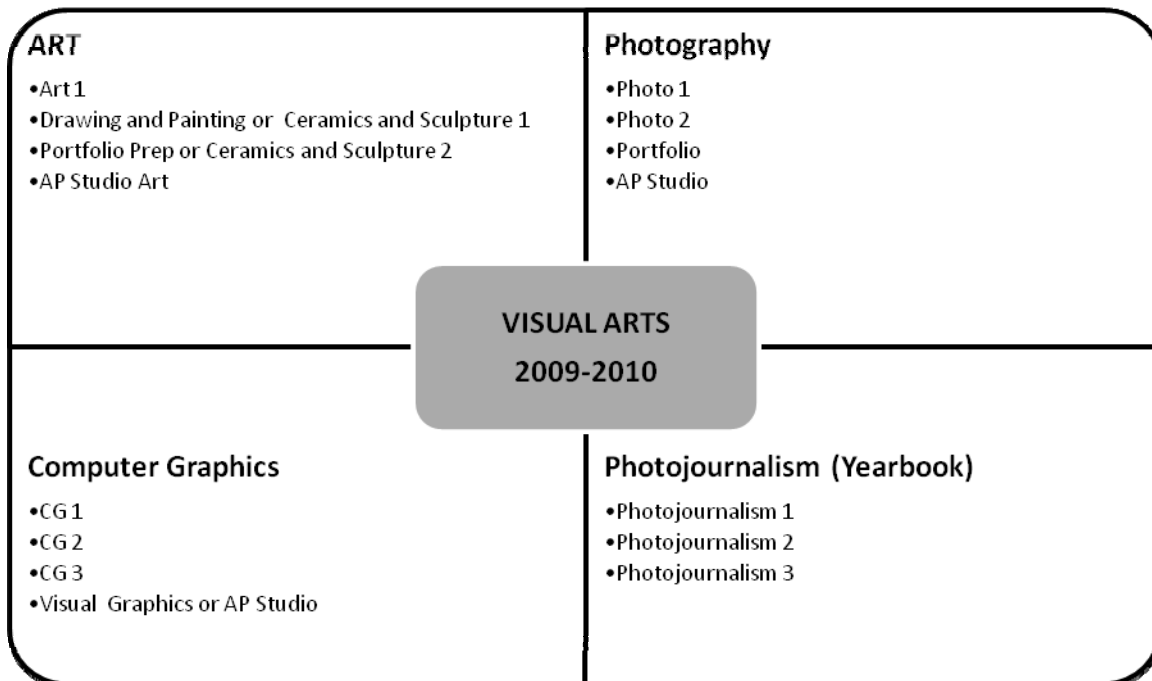 ART
•Art 1
•Drawing and Painting or Ceramics and Sculpture 1
•Portfolio Prep or Ceramics and Sculpture 2
•AP Studio Art
Photography
•Photo 1
•Photo 2
•Portfolio
•AP Studio
VISUAL ARTS
2009-2010
Computer Graphics
•CG 1
•CG 2
•CG 3
•Visual Graphics or AP Studio
Photojournalism (Yearbook)
•Photojournalism 1
•Photojournalism 2
•Photojournalism 3